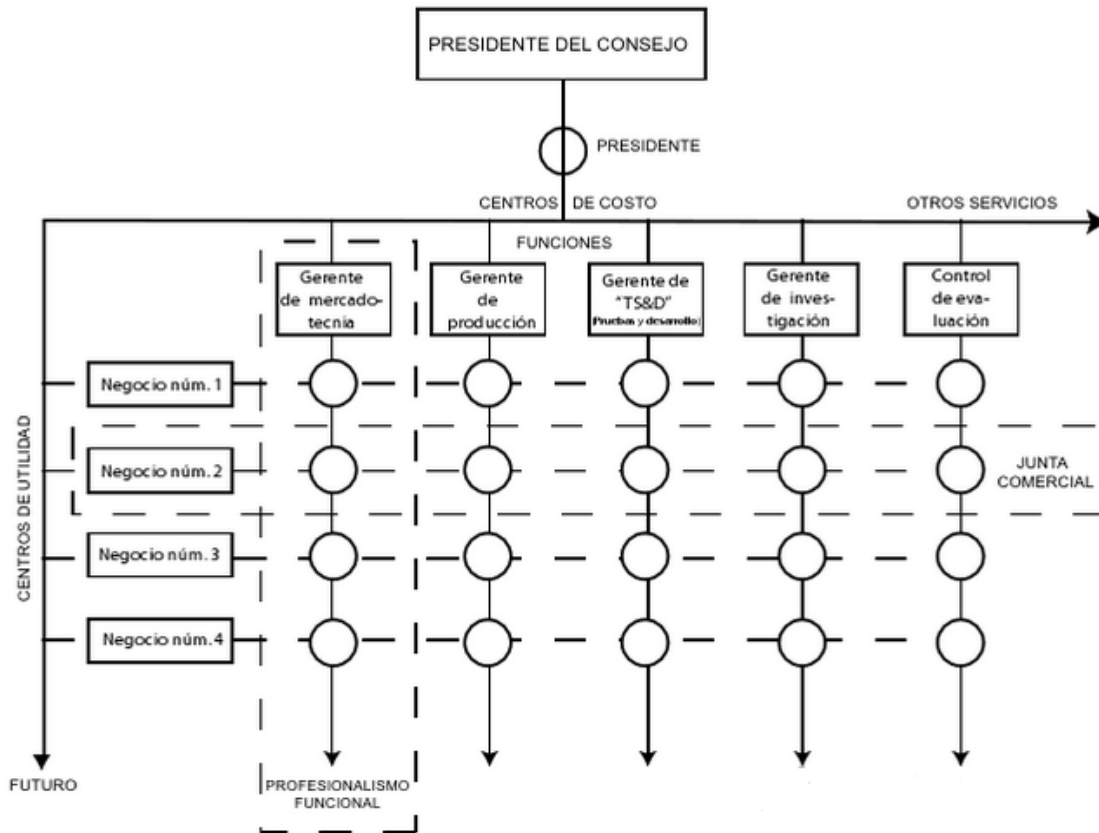 PRESIDENTE DEL CONSEJO
PRESIDENTE
CENTROS DE COSTO
OTROS SERVICIOS
FUNCIONES
Gerente
de mercado-
tecnia
Gerente
de
producción
Gerente de
"TS&D"
(Pruebas y desarrollo)
Gerente
de inves-
tigación
Control
de eva-
luación
CENTROS DE UTILIDAD
Negocio núm. 1
Negocio núm. 2
JUNTA
COMERCIAL
Negocio núm. 3
Negocio núm. 4
FUTURO
PROFESIONALISMO
FUNCIONAL